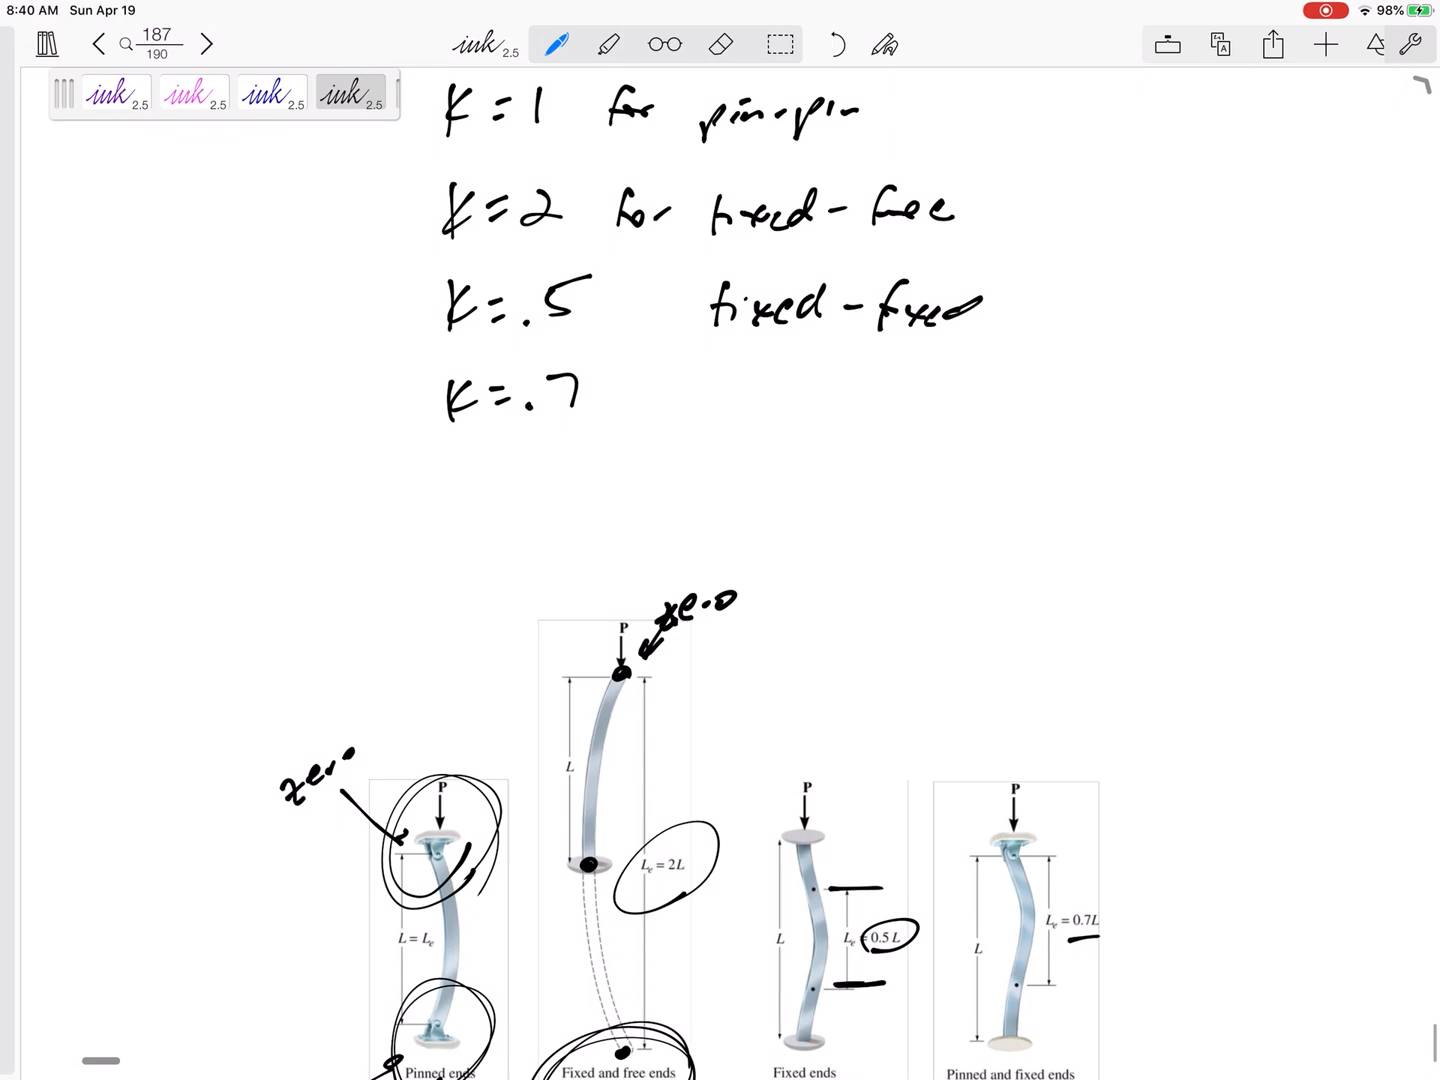 8:40 AM Sun Apr 19
98%
187
190
ink 2.5
ink 2.5
ink 2.5
ink 2.5
ink 2.5
K = 1 for pin-pin
K = 2 for fixed - free
K = .5 fixed - fixed
K = .7
zero
P
L
Le = 2L
Fixed and free ends
zero
P
L = Le
Pinned ends
P
L
Le = 0.5 L
Fixed ends
P
L
Le = 0.7L
Pinned and fixed ends